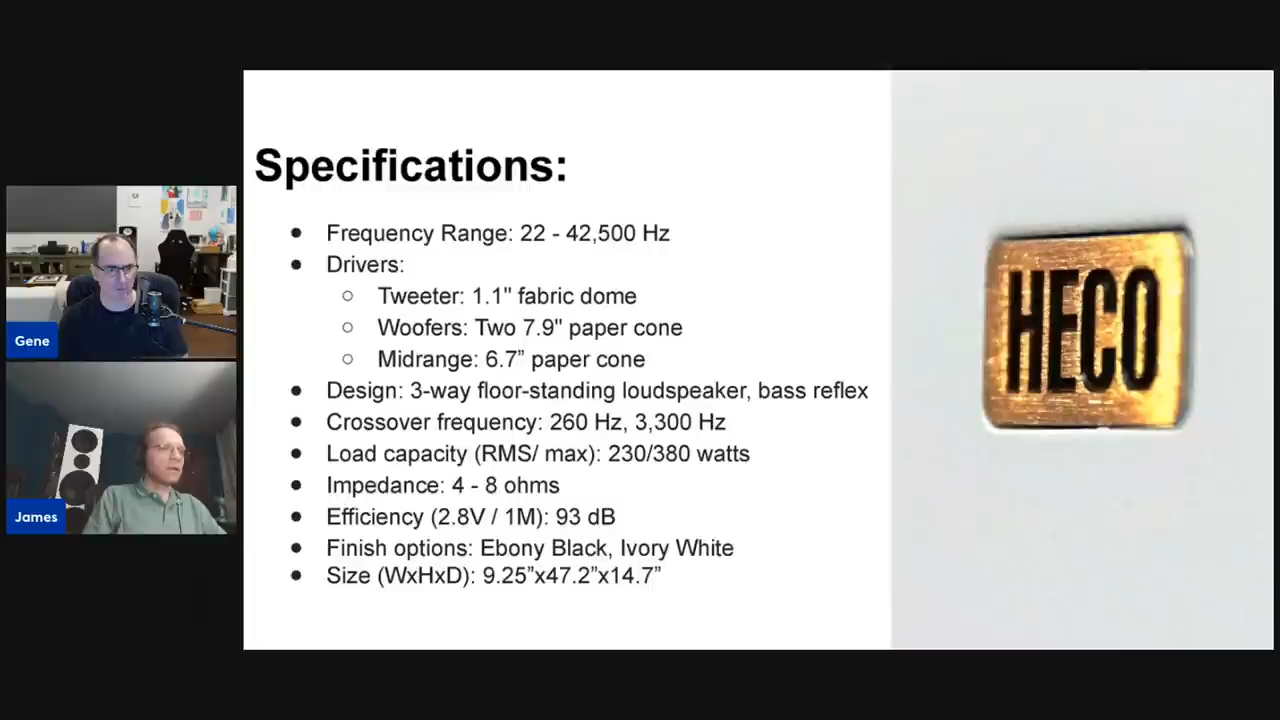 Specifications:
Frequency Range: 22 - 42,500 Hz
Drivers:
Tweeter: 1.1" fabric dome
Woofers: Two 7.9" paper cone
Midrange: 6.7” paper cone
Design: 3-way floor-standing loudspeaker, bass reflex
Crossover frequency: 260 Hz, 3,300 Hz
Load capacity (RMS/ max): 230/380 watts
Impedance: 4 - 8 ohms
Efficiency (2.8V / 1M): 93 dB
Finish options: Ebony Black, Ivory White
Size (WxHxD): 9.25”x47.2”x14.7”
HECO
Gene
James